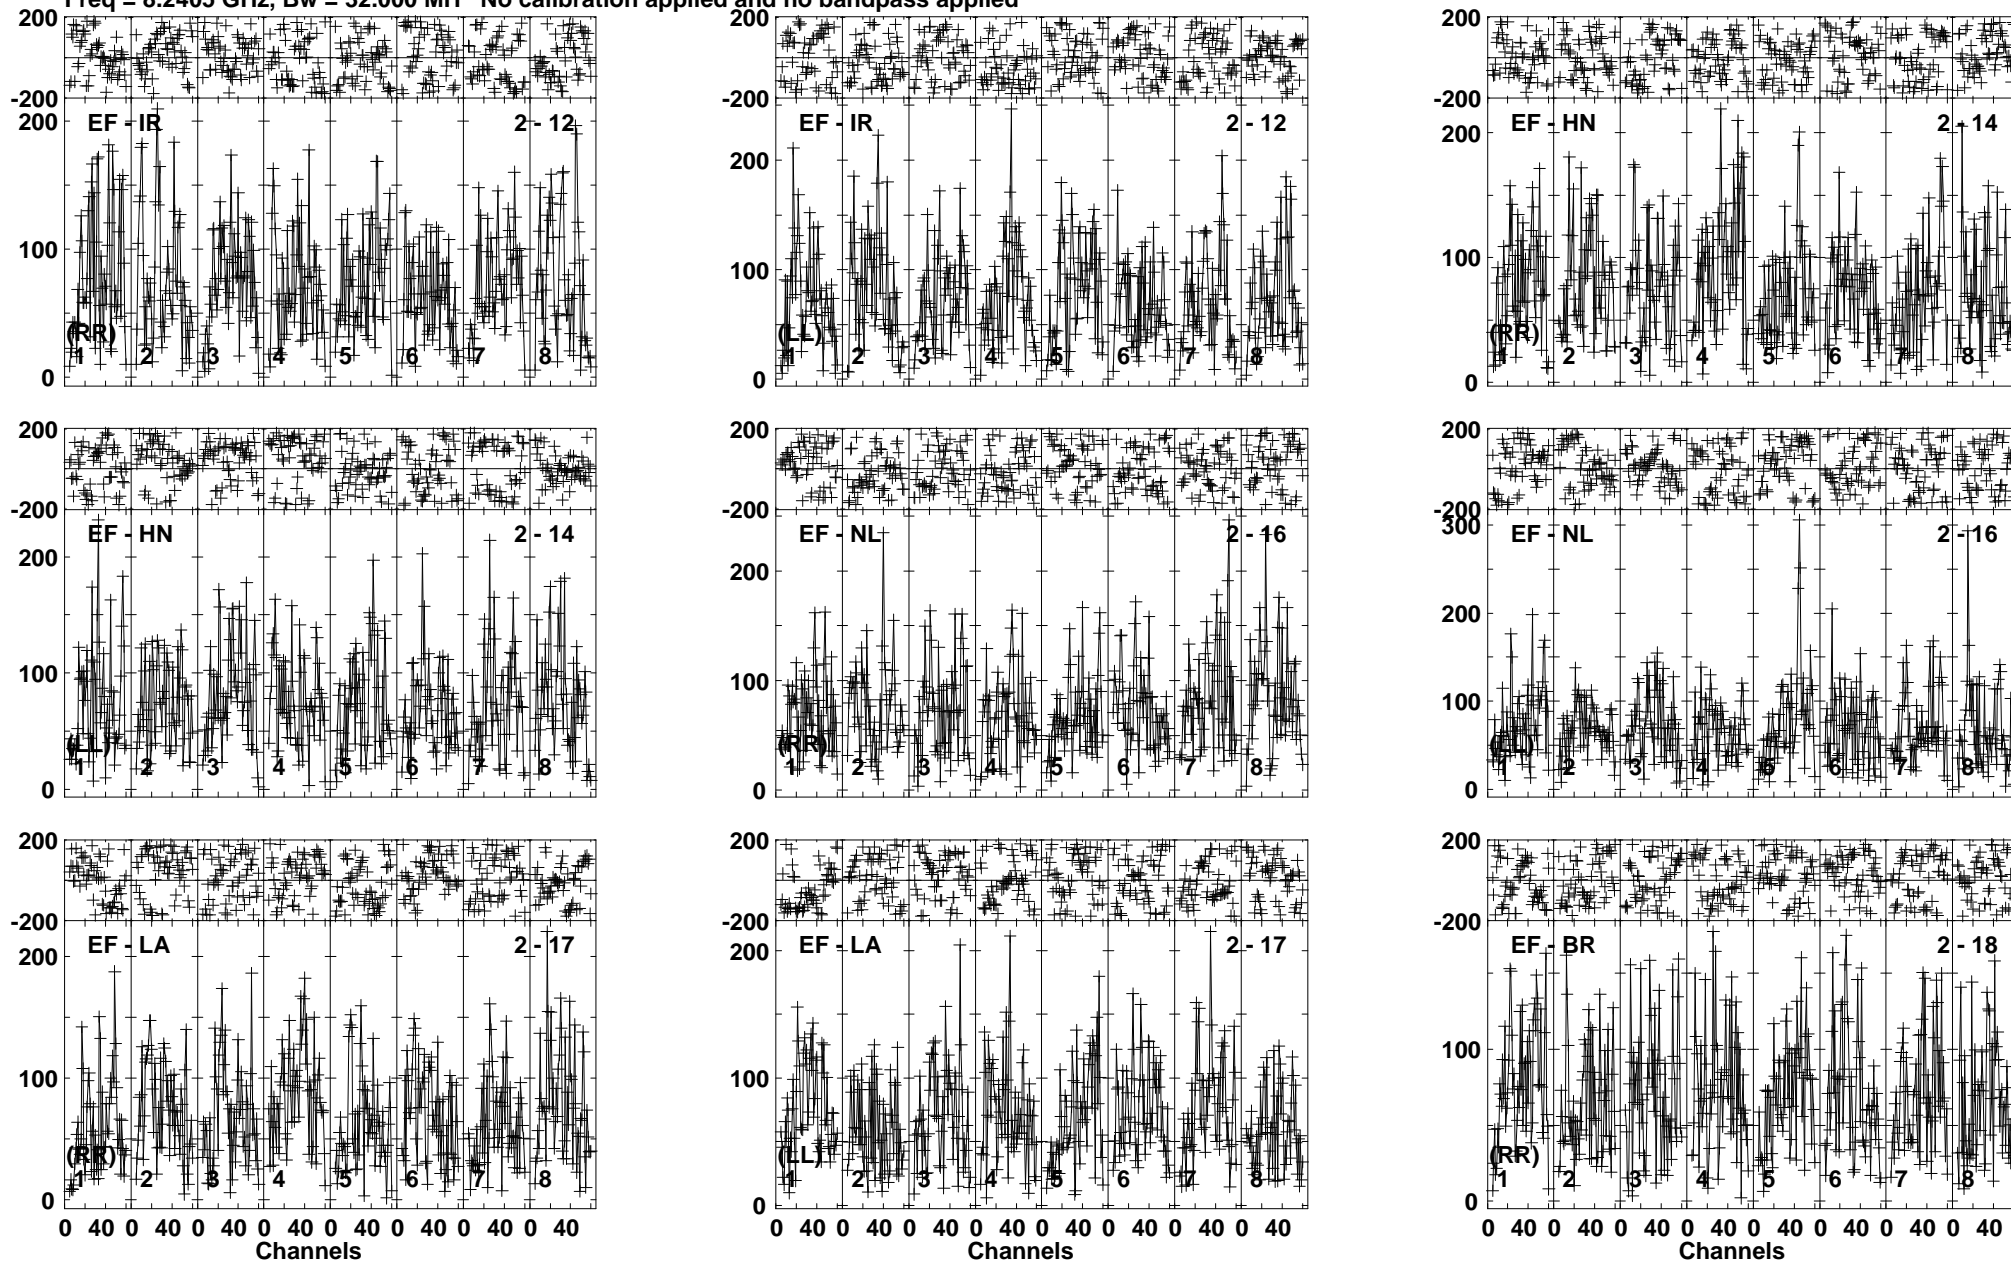 Freq = 8.2405 GHz, Bw = 32.000 MH No calibration applied and no bandpass applied
200 200 200
-200 -200 -200
EF - IR 2 - 12 EF - IR 2 - 12 EF - HN 2 - 14
200 200 200
100 100 100
(RR) (LL) (RR)
1 2 3 4 5 6 7 8 1 2 3 4 5 6 7 8 1 2 3 4 5 6 7 8
0 0 0
200 200 200
-200 -200 -200
EF - HN 2 - 14 EF - NL 2 - 16 EF - NL 2 - 16
200 200 300
200
100 100 100
(LL) (RR) (LL)
1 2 3 4 5 6 7 8 1 2 3 4 5 6 7 8 1 2 3 4 5 6 7 8
0 0 0
200 200 200
-200 -200 -200
EF - LA 2 - 17 EF - LA 2 - 17 EF - BR 2 - 18
200 200
100 100 100
(RR) (LL) (RR)
1 2 3 4 5 6 7 8 1 2 3 4 5 6 7 8 1 2 3 4 5 6 7 8
0 0 0
0 40 0 40 0 40 0 40 0 40 0 40 0 40 0 40 0 40 0 40 0 40 0 40 0 40 0 40 0 40 0 40 0 40 0 40 0 40 0 40 0 40 0 40 0 40 0 40
Channels Channels Channels